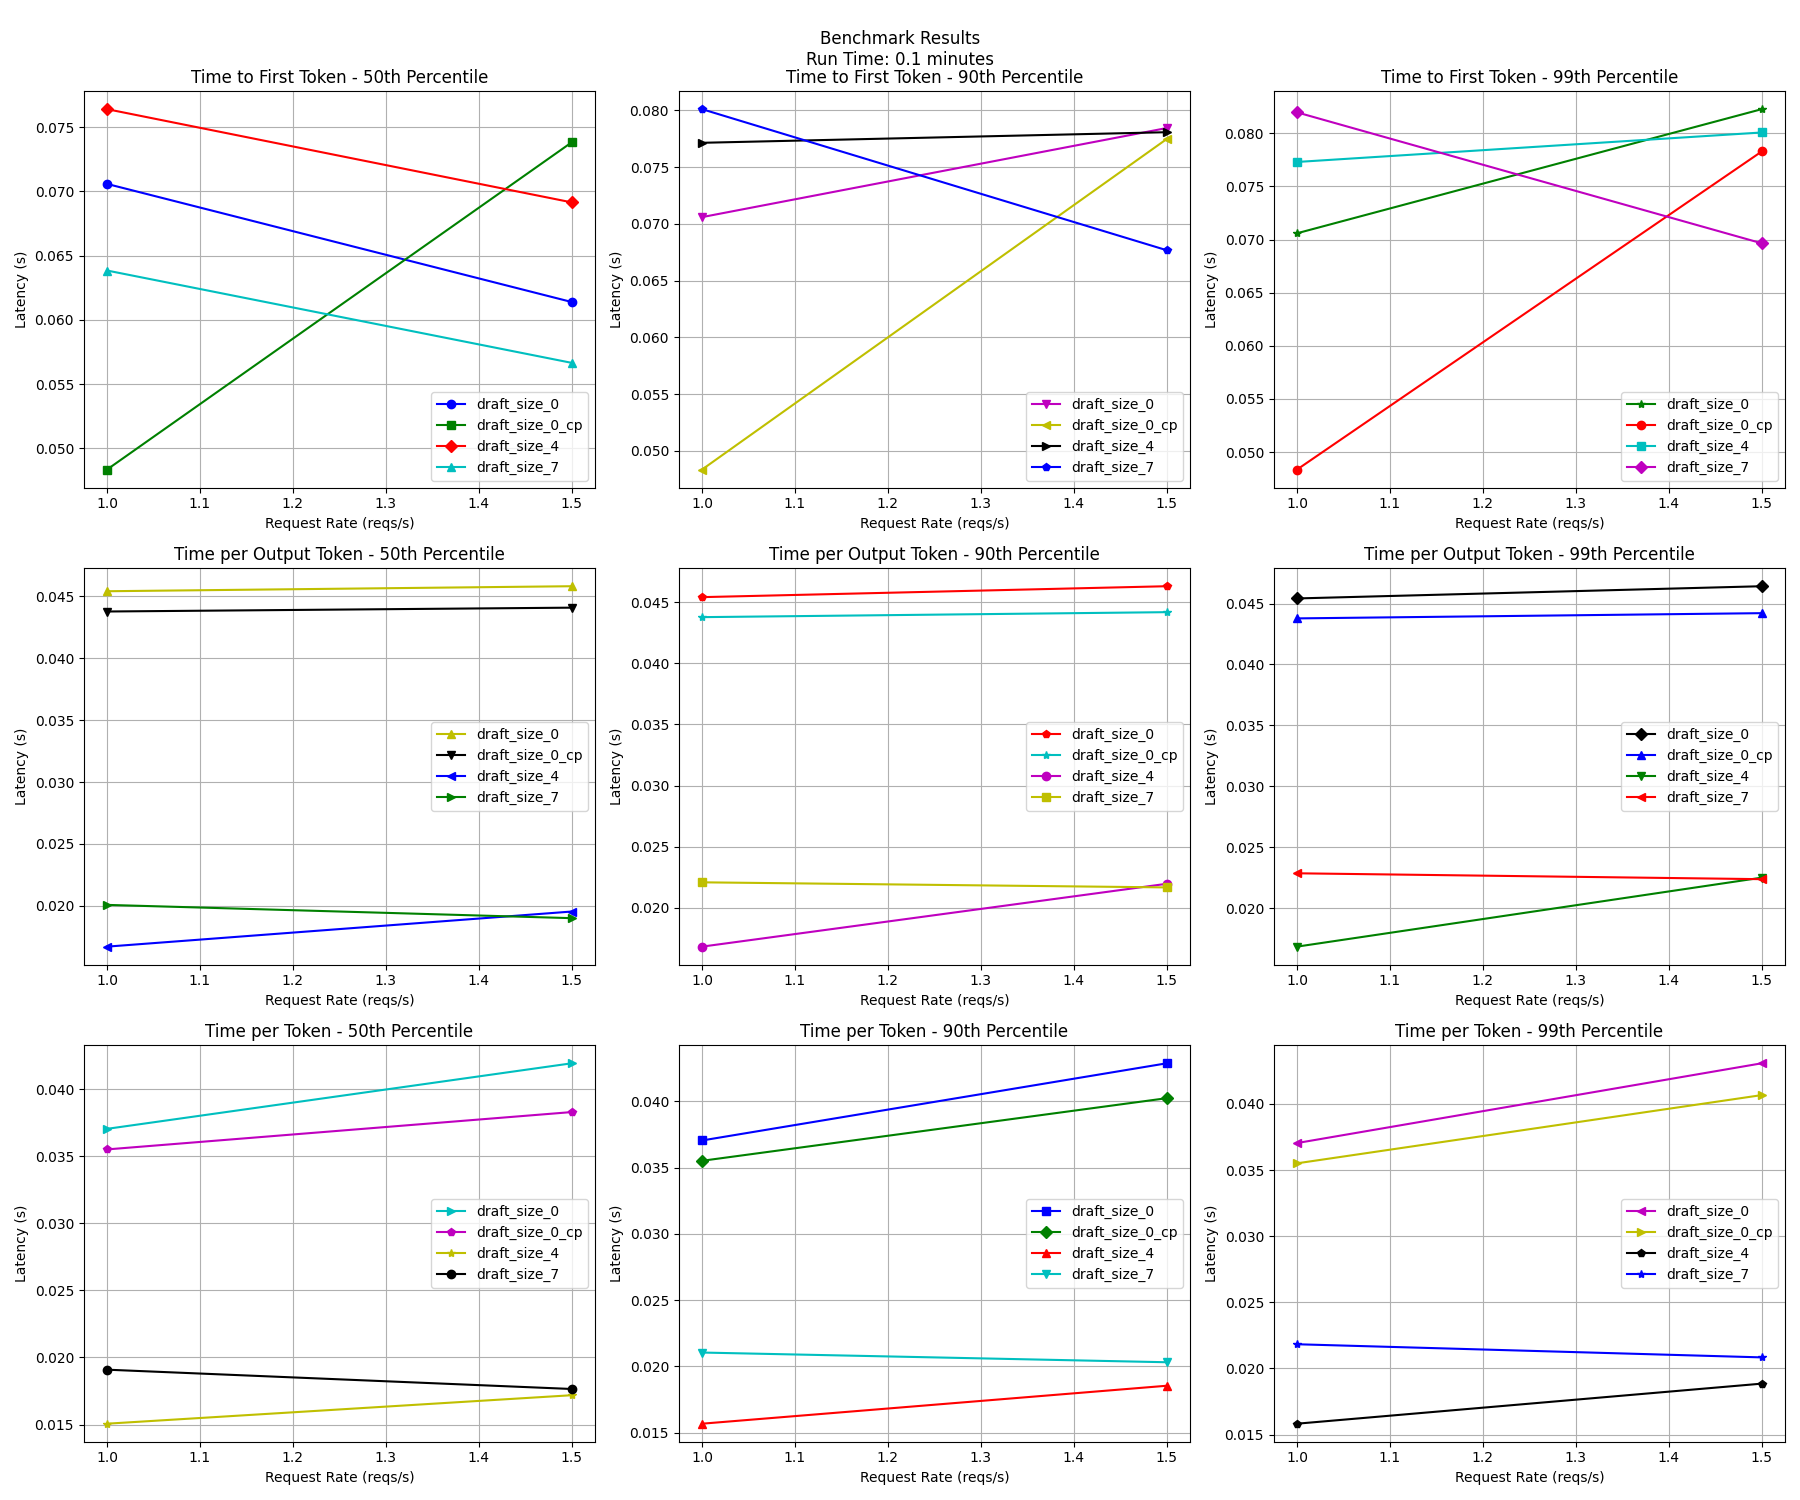 Benchmark Results
Run Time: 0.1 minutes
Time to First Token - 50th Percentile
Latency (s)
0.075
0.070
0.065
0.060
0.055
0.050
draft_size_0
draft_size_0_cp
draft_size_4
draft_size_7
1.0 1.1 1.2 1.3 1.4 1.5
Request Rate (reqs/s)
Time to First Token - 90th Percentile
Latency (s)
0.080
0.075
0.070
0.065
0.060
0.055
0.050
draft_size_0
draft_size_0_cp
draft_size_4
draft_size_7
1.0 1.1 1.2 1.3 1.4 1.5
Request Rate (reqs/s)
Time to First Token - 99th Percentile
Latency (s)
0.080
0.075
0.070
0.065
0.060
0.055
0.050
draft_size_0
draft_size_0_cp
draft_size_4
draft_size_7
1.0 1.1 1.2 1.3 1.4 1.5
Request Rate (reqs/s)
Time per Output Token - 50th Percentile
Latency (s)
0.045
0.040
0.035
0.030
0.025
0.020
draft_size_0
draft_size_0_cp
draft_size_4
draft_size_7
1.0 1.1 1.2 1.3 1.4 1.5
Request Rate (reqs/s)
Time per Output Token - 90th Percentile
Latency (s)
0.045
0.040
0.035
0.030
0.025
0.020
draft_size_0
draft_size_0_cp
draft_size_4
draft_size_7
1.0 1.1 1.2 1.3 1.4 1.5
Request Rate (reqs/s)
Time per Output Token - 99th Percentile
Latency (s)
0.045
0.040
0.035
0.030
0.025
0.020
draft_size_0
draft_size_0_cp
draft_size_4
draft_size_7
1.0 1.1 1.2 1.3 1.4 1.5
Request Rate (reqs/s)
Time per Token - 50th Percentile
Latency (s)
0.040
0.035
0.030
0.025
0.020
0.015
draft_size_0
draft_size_0_cp
draft_size_4
draft_size_7
1.0 1.1 1.2 1.3 1.4 1.5
Request Rate (reqs/s)
Time per Token - 90th Percentile
Latency (s)
0.040
0.035
0.030
0.025
0.020
0.015
draft_size_0
draft_size_0_cp
draft_size_4
draft_size_7
1.0 1.1 1.2 1.3 1.4 1.5
Request Rate (reqs/s)
Time per Token - 99th Percentile
Latency (s)
0.040
0.035
0.030
0.025
0.020
0.015
draft_size_0
draft_size_0_cp
draft_size_4
draft_size_7
1.0 1.1 1.2 1.3 1.4 1.5
Request Rate (reqs/s)